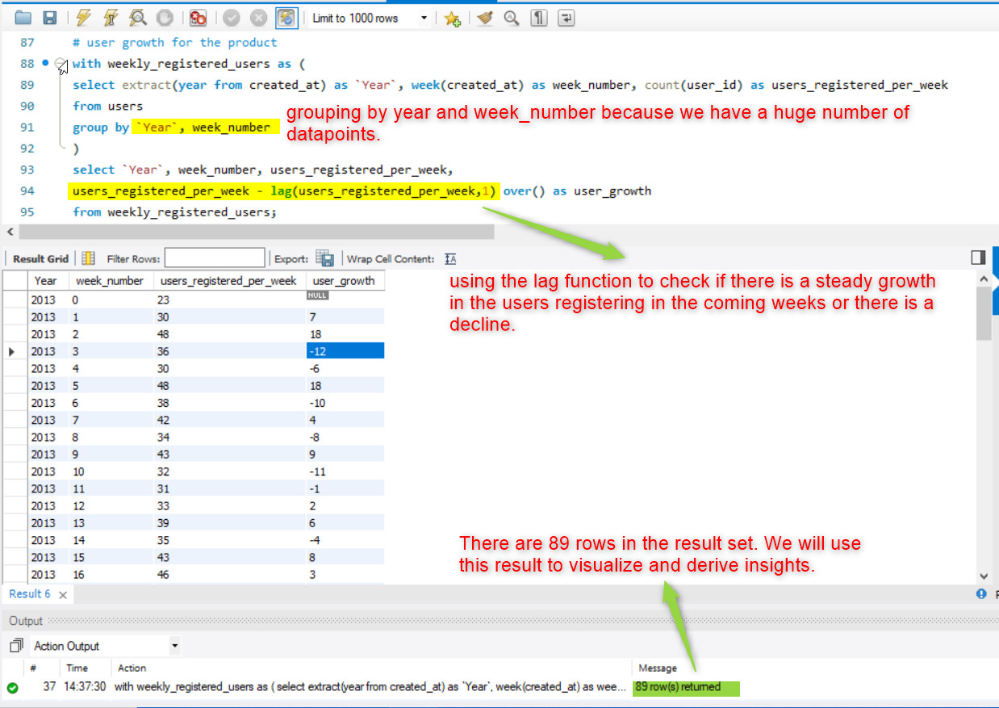 Limit to 1000 rows
87 # user growth for the product
88 with weekly_registered_users as (
89 select extract(year from created_at) as `Year`, week(created_at) as week_number, count(user_id) as users_registered_per_week
90 from users
91 group by `Year`, week_number
92 )
93 select `Year`, week_number, users_registered_per_week,
94 users_registered_per_week - lag(users_registered_per_week,1) over() as user_growth
95 from weekly_registered_users;
grouping by year and week_number because we have a huge number of
datapoints.
Result Grid Filter Rows: Export: Wrap Cell Content: IA
Year week_number users_registered_per_week user_growth
2013 0 23 NULL
2013 1 30 7
2013 2 48 18
2013 3 36 -12
2013 4 30 -6
2013 5 48 18
2013 6 38 -10
2013 7 42 4
2013 8 34 -8
2013 9 43 9
2013 10 32 -11
2013 11 31 -1
2013 12 33 2
2013 13 39 6
2013 14 35 -4
2013 15 43 8
2013 16 46 3
using the lag function to check if there is a steady growth
in the users registering in the coming weeks or there is a
decline.
There are 89 rows in the result set. We will use
this result to visualize and derive insights.
Result 6
Output
Action Output
# Time Action Message
37 14:37:30 with weekly_registered_users as ( select extract(year from created_at) as `Year`, week(created_at) as wee... 89 row(s) returned